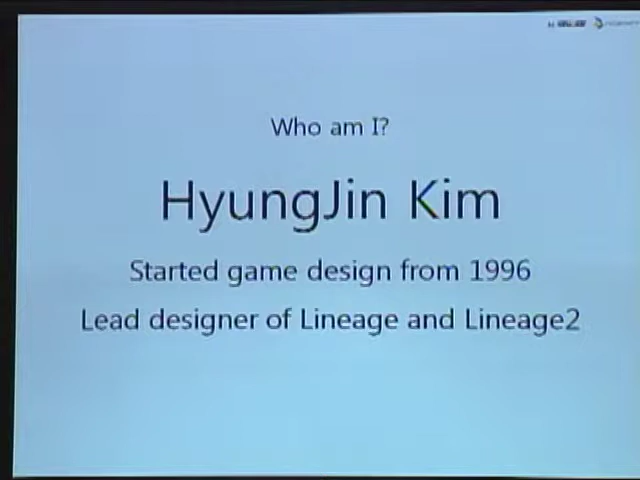 Who am I?
HyungJin Kim
Started game design from 1996
Lead designer of Lineage and Lineage2